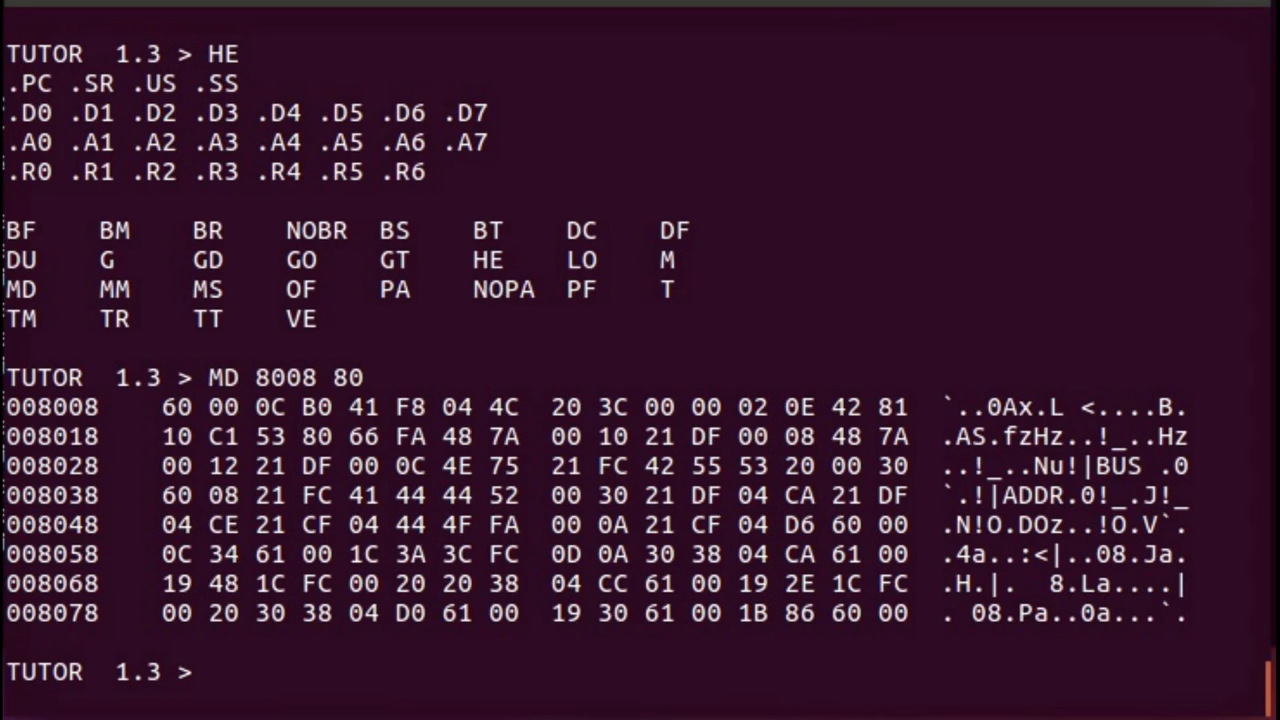 TUTOR  1.3 > HE
.PC .SR .US .SS
.D0 .D1 .D2 .D3 .D4 .D5 .D6 .D7
.A0 .A1 .A2 .A3 .A4 .A5 .A6 .A7
.R0 .R1 .R2 .R3 .R4 .R5 .R6
BF    BM    BR    NOBR  BS    BT    DC    DF
DU    G     GD    GO    GT    HE    LO    M
MD    MM    MS    OF    PA    NOPA  PF    T
TM    TR    TT    VE
TUTOR  1.3 > MD 8008 80
008008    60 00 0C B0 41 F8 04 4C  20 3C 00 00 02 0E 42 81  `..0Ax.L <....B.
008018    10 C1 53 80 66 FA 48 7A  00 10 21 DF 00 08 48 7A  .AS.fzHz..!_..Hz
008028    00 12 21 DF 00 0C 4E 75  21 FC 42 55 53 20 00 30  ..!_..Nu!|BUS .0
008038    60 08 21 FC 41 44 44 52  00 30 21 DF 04 CA 21 DF  `.!|ADDR.0!_.J!_
008048    04 CE 21 CF 04 44 4F FA  00 0A 21 CF 04 D6 60 00  .N!O.DOz..!O.V`.
008058    0C 34 61 00 1C 3A 3C FC  0D 0A 30 38 04 CA 61 00  .4a..:<|..08.Ja.
008068    19 48 1C FC 00 20 20 38  04 CC 61 00 19 2E 1C FC  .H.|.  8.La....|
008078    00 20 30 38 04 D0 61 00  19 30 61 00 1B 86 60 00  . 08.Pa..0a...`.
TUTOR  1.3 >